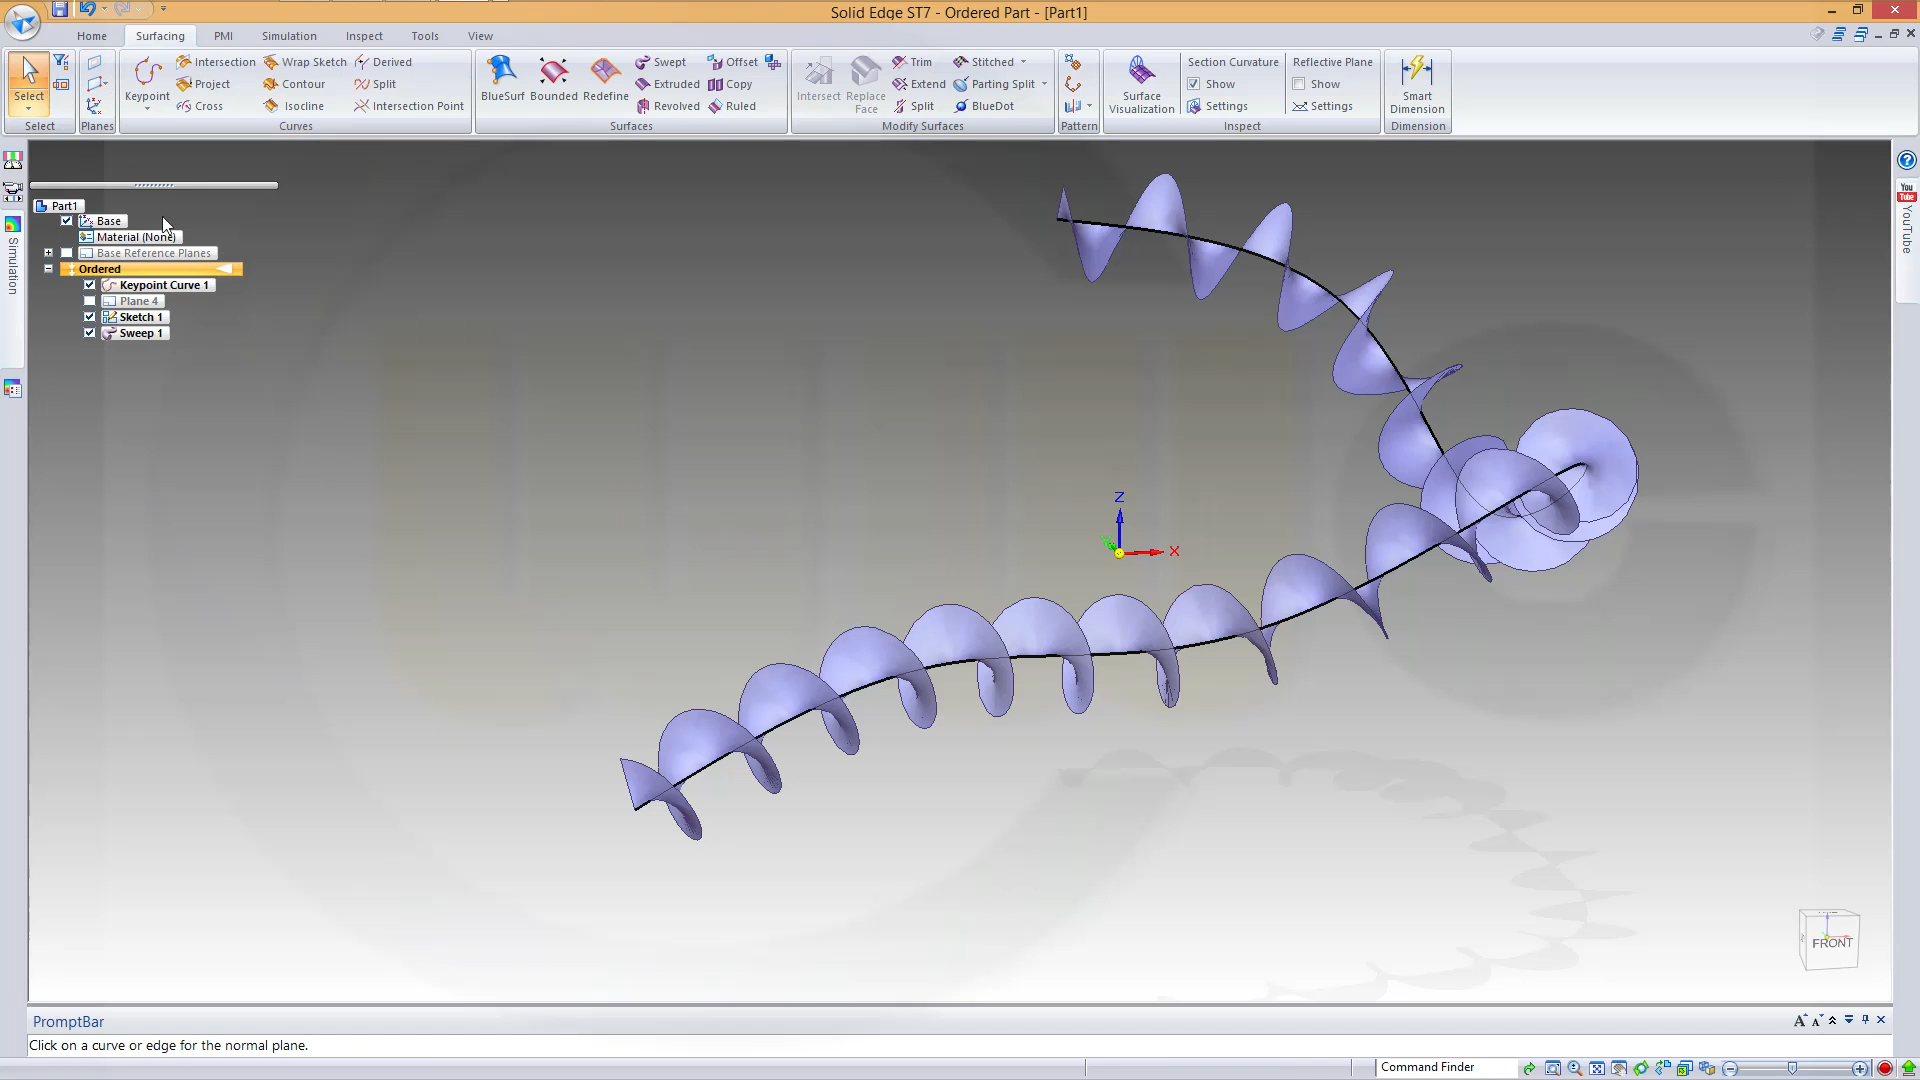 Solid Edge ST7 - Ordered Part - [Part1]
Home Surfacing PMI Simulation Inspect Tools View
Select
Select
Planes
Keypoint
Intersection
Project
Cross
Wrap Sketch
Contour
Isocline
Derived
Split
Intersection Point
Curves
BlueSurf
Bounded
Redefine
Swept
Extruded
Revolved
Offset
Copy
Ruled
Surfaces
Intersect
Replace
Face
Trim
Extend
Split
Stitched
Parting Split
BlueDot
Modify Surfaces
Pattern
Surface
Visualization
Section Curvature
Show
Settings
Reflective Plane
Show
Settings
Inspect
Smart
Dimension
Dimension
Simulation
Part1
Base
Material (None)
Base Reference Planes
Ordered
Keypoint Curve 1
Plane 4
Sketch 1
Sweep 1
Z
X
FRONT
You
Tube
YouTube
PromptBar
Click on a curve or edge for the normal plane.
Command Finder